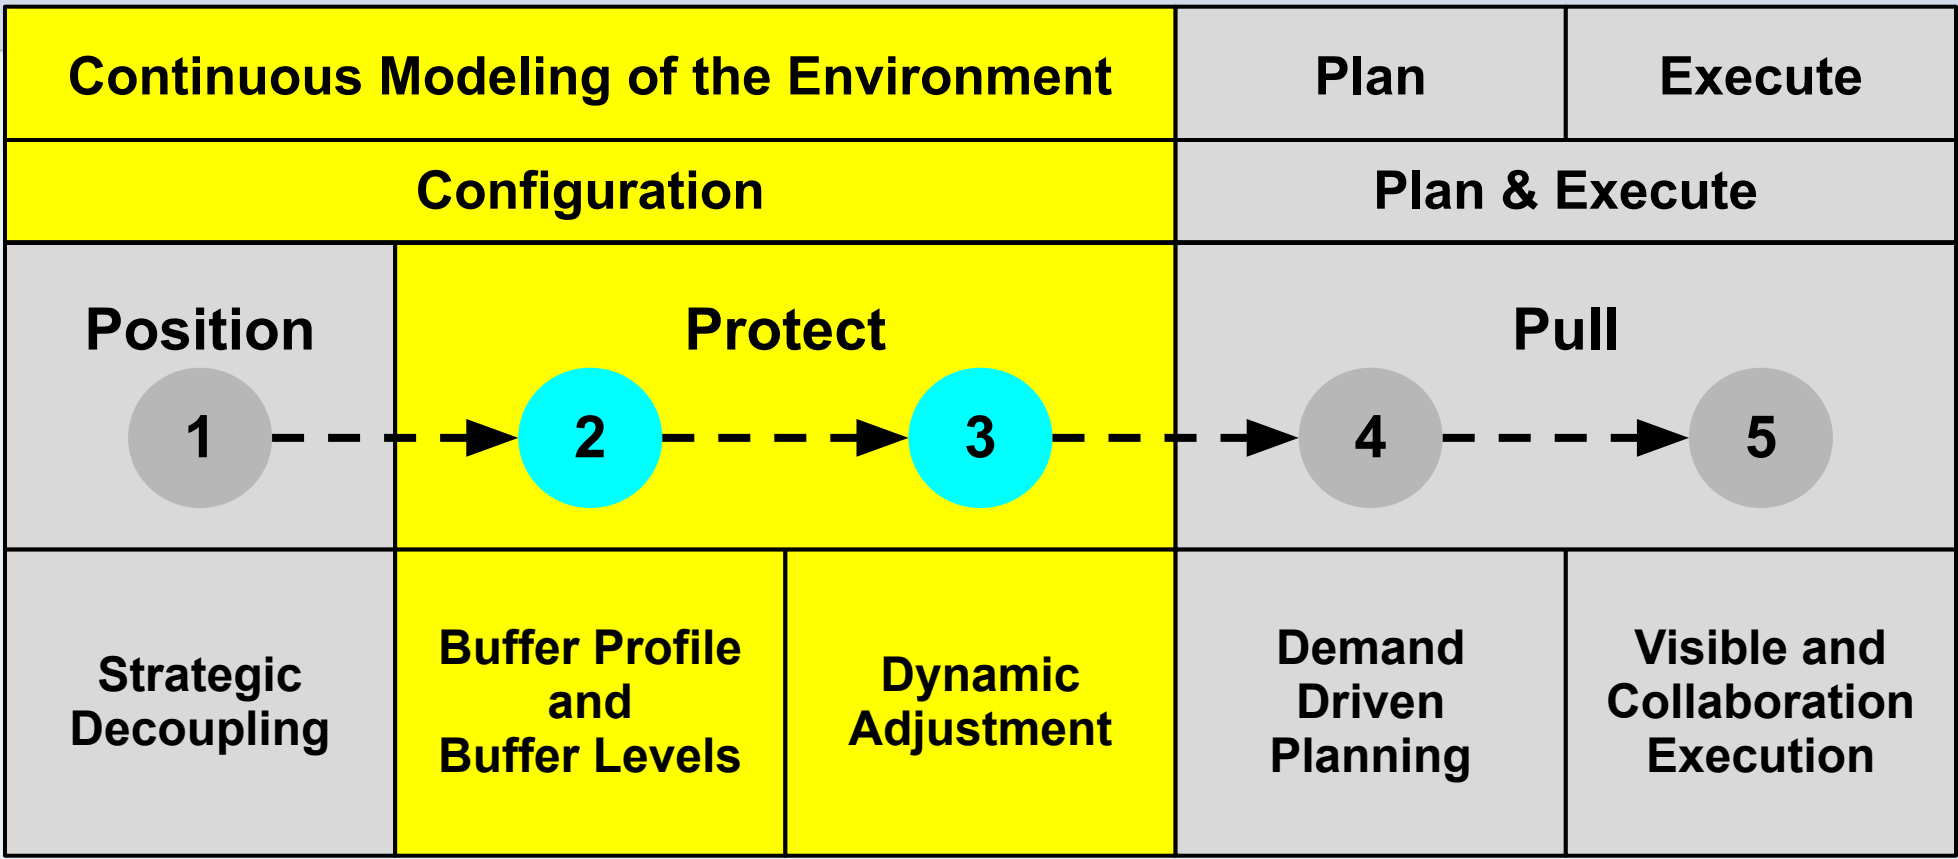 Continuous Modeling of the Environment
Plan
Execute
Configuration
Plan & Execute
Position
Protect
Pull
1
2
3
4
5
Strategic
Decoupling
Buffer Profile
and
Buffer Levels
Dynamic
Adjustment
Demand
Driven
Planning
Visible and
Collaboration
Execution